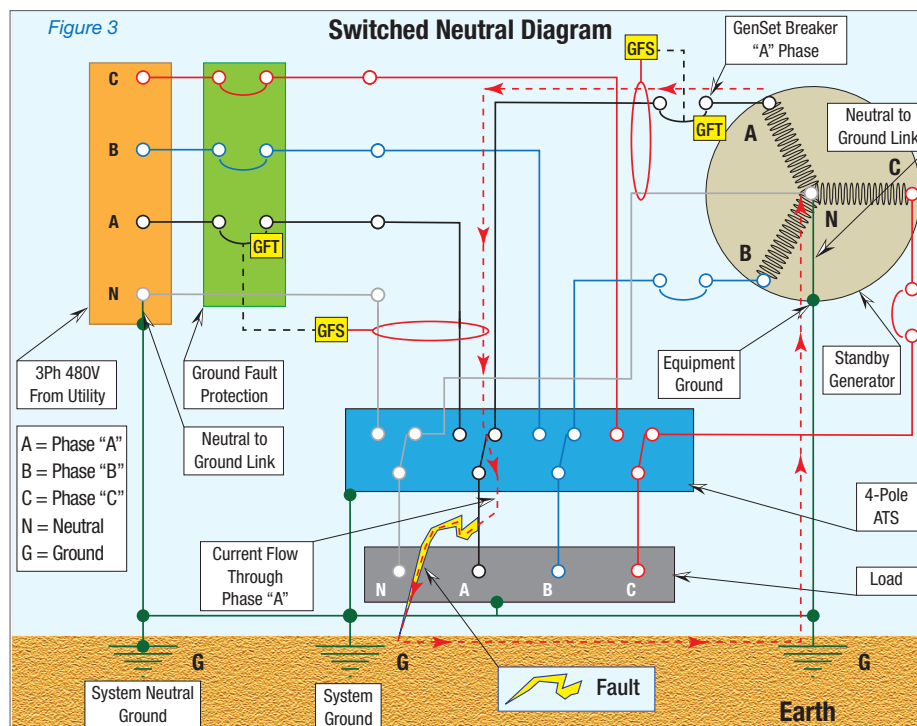 Figure 3
Switched Neutral Diagram
GenSet Breaker
“A” Phase
GFS
C
GFT
A
Neutral to
Ground Link
B
C
A
GFT
N
B
N
GFS
3Ph 480V
From Utility
Ground Fault
Protection
Equipment
Ground
Standby
Generator
Neutral to
Ground Link
A = Phase “A”
B = Phase “B”
C = Phase “C”
N = Neutral
G = Ground
4-Pole
ATS
Current Flow
Through
Phase “A”
Load
N
A
B
C
G
G
G
System Neutral
Ground
System
Ground
Fault
Earth